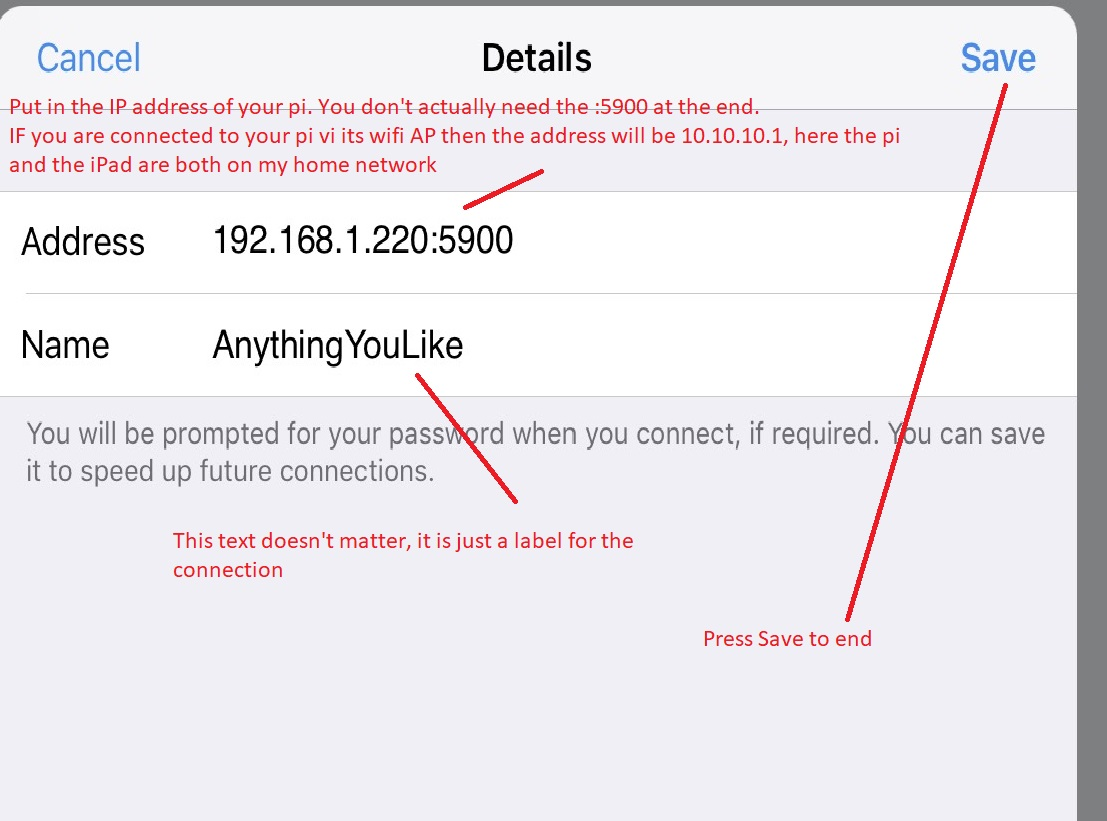 Cancel Details Save
Put in the IP address of your pi. You don't actually need the :5900 at the end.
IF you are connected to your pi vi its wifi AP then the address will be 10.10.10.1, here the pi
and the iPad are both on my home network
Address 192.168.1.220:5900
Name AnythingYouLike
You will be prompted for your password when you connect, if required. You can save
it to speed up future connections.
This text doesn't matter, it is just a label for the
connection
Press Save to end